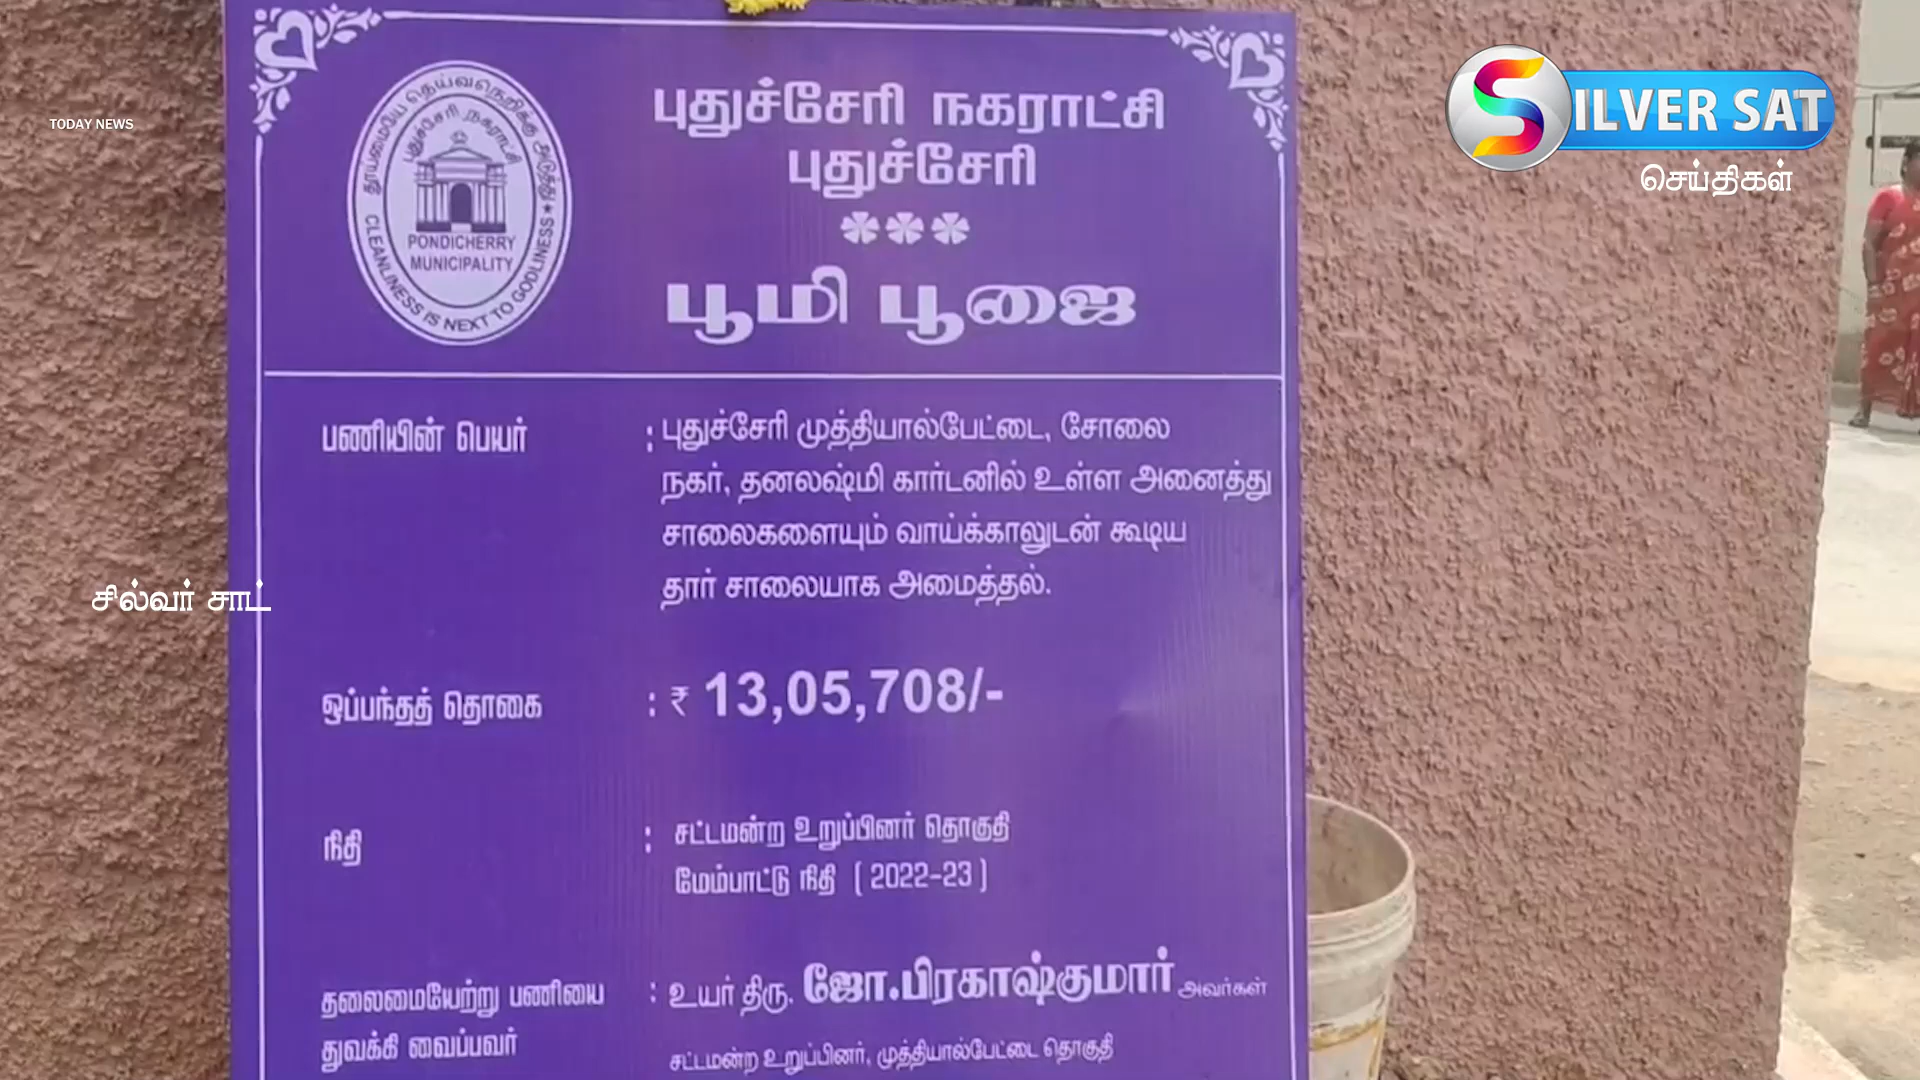 TODAY NEWS
SILVER SAT
செய்திகள்
சில்வர் சாட்
தூய்மையே தெய்வநெறிக்கு அடுத்தது
புதுச்சேரி நகராட்சி
PONDICHERRY
MUNICIPALITY
CLEANLINESS IS NEXT TO GODLINESS
புதுச்சேரி நகராட்சி
புதுச்சேரி
பூமி பூஜை
பணியின் பெயர் : புதுச்சேரி முத்தியால்பேட்டை, சோலை
நகர், தனலஷ்மி கார்டனில் உள்ள அனைத்து
சாலைகளையும் வாய்க்காலுடன் கூடிய
தார் சாலையாக அமைத்தல்.
ஒப்பந்தத் தொகை : ₹ 13,05,708/-
நிதி : சட்டமன்ற உறுப்பினர் தொகுதி
மேம்பாட்டு நிதி ( 2022-23 )
தலைமையேற்று பணியை : உயர் திரு. ஜோ.பிரகாஷ்குமார் அவர்கள்
துவக்கி வைப்பவர் சட்டமன்ற உறுப்பினர், முத்தியால்பேட்டை தொகுதி